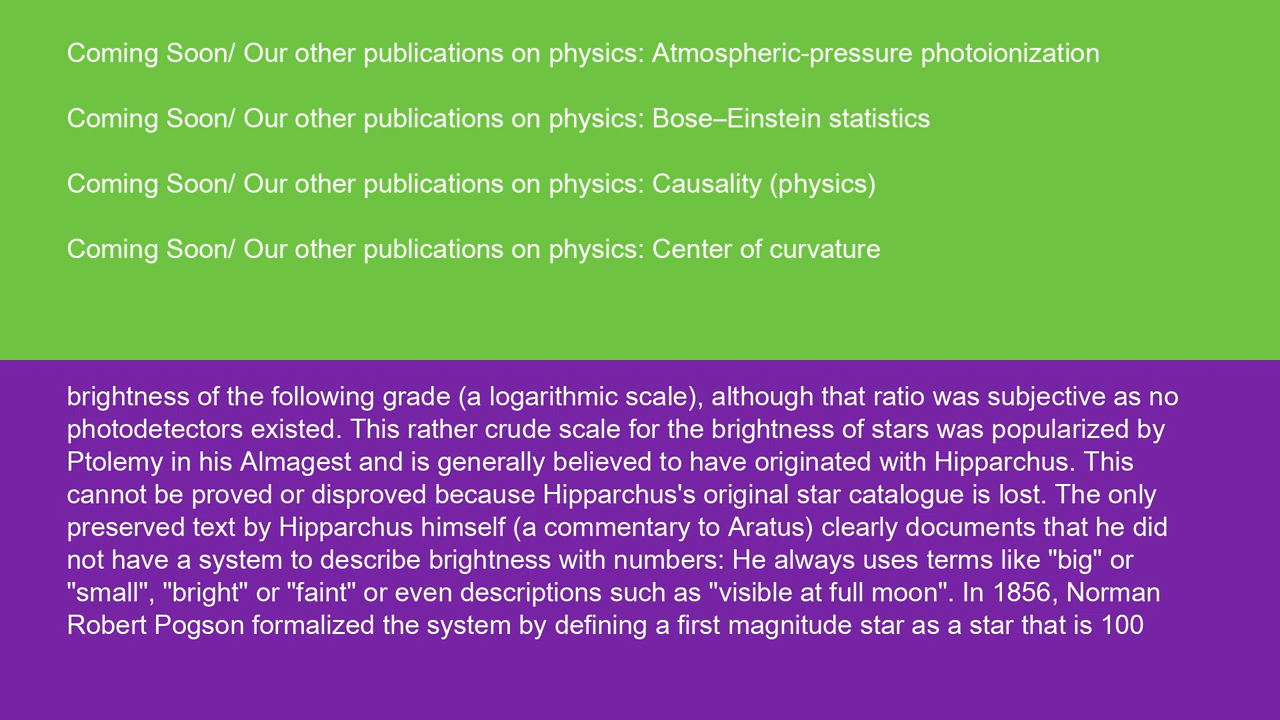 Coming Soon/ Our other publications on physics: Atmospheric-pressure photoionization
Coming Soon/ Our other publications on physics: Bose–Einstein statistics
Coming Soon/ Our other publications on physics: Causality (physics)
Coming Soon/ Our other publications on physics: Center of curvature
brightness of the following grade (a logarithmic scale), although that ratio was subjective as no
photodetectors existed. This rather crude scale for the brightness of stars was popularized by
Ptolemy in his Almagest and is generally believed to have originated with Hipparchus. This
cannot be proved or disproved because Hipparchus's original star catalogue is lost. The only
preserved text by Hipparchus himself (a commentary to Aratus) clearly documents that he did
not have a system to describe brightness with numbers: He always uses terms like "big" or
"small", "bright" or "faint" or even descriptions such as "visible at full moon". In 1856, Norman
Robert Pogson formalized the system by defining a first magnitude star as a star that is 100